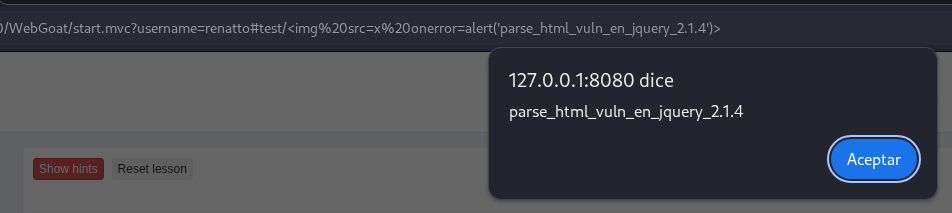 0/WebGoat/start.mvc?username=renatto#test/<img%20src=x%20onerror=alert('parse_html_vuln_en_jquery_2.1.4')>
127.0.0.1:8080 dice
parse_html_vuln_en_jquery_2.1.4
Aceptar
Show hints
Reset lesson